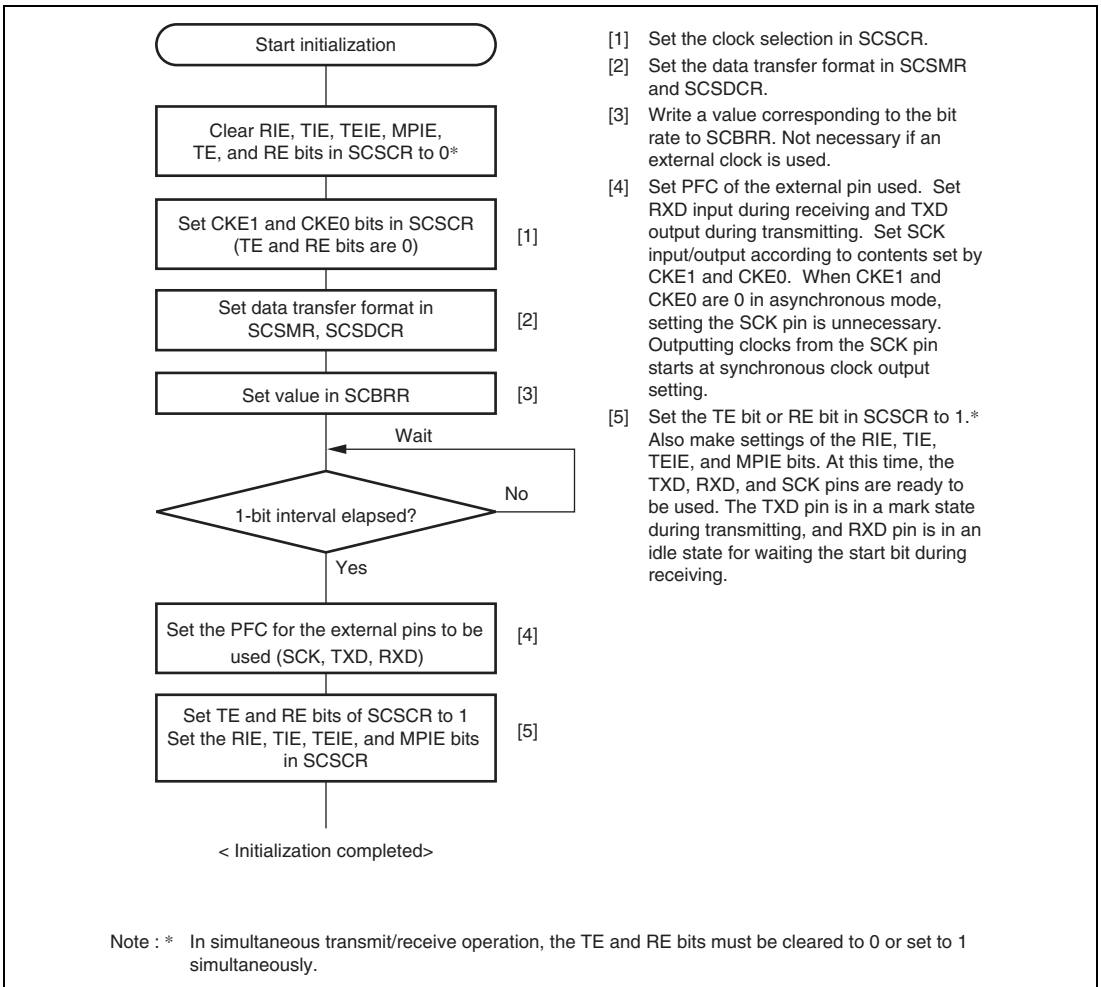 Start initialization
Clear RIE, TIE, TEIE, MPIE,
TE, and RE bits in SCSCR to 0*
Set CKE1 and CKE0 bits in SCSCR
(TE and RE bits are 0)
[1]
Set data transfer format in
SCSMR, SCSDCR
[2]
Set value in SCBRR
[3]
Wait
1-bit interval elapsed?
No
Yes
Set the PFC for the external pins to be
used (SCK, TXD, RXD)
[4]
Set TE and RE bits of SCSCR to 1
Set the RIE, TIE, TEIE, and MPIE bits
in SCSCR
[5]
< Initialization completed>
[1] Set the clock selection in SCSCR.
[2] Set the data transfer format in SCSMR
and SCSDCR.
[3] Write a value corresponding to the bit
rate to SCBRR. Not necessary if an
external clock is used.
[4] Set PFC of the external pin used. Set
RXD input during receiving and TXD
output during transmitting. Set SCK
input/output according to contents set by
CKE1 and CKE0. When CKE1 and
CKE0 are 0 in asynchronous mode,
setting the SCK pin is unnecessary.
Outputting clocks from the SCK pin
starts at synchronous clock output
setting.
[5] Set the TE bit or RE bit in SCSCR to 1.*
Also make settings of the RIE, TIE,
TEIE, and MPIE bits. At this time, the
TXD, RXD, and SCK pins are ready to
be used. The TXD pin is in a mark state
during transmitting, and RXD pin is in an
idle state for waiting the start bit during
receiving.
Note : * In simultaneous transmit/receive operation, the TE and RE bits must be cleared to 0 or set to 1
simultaneously.